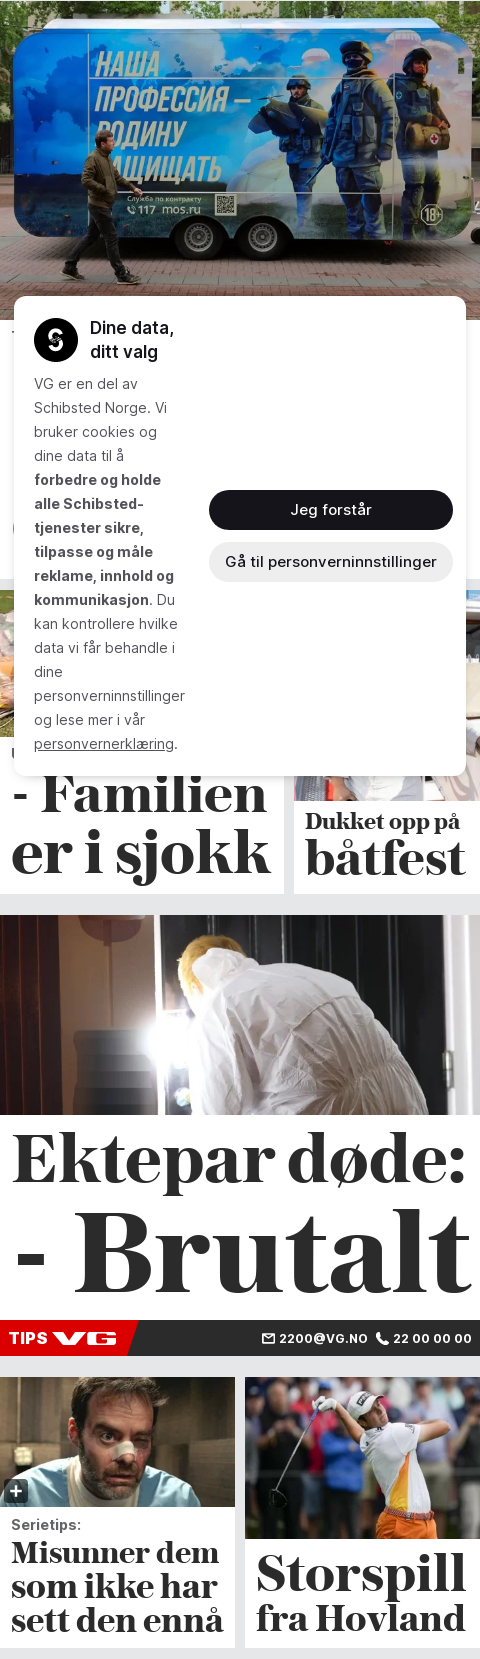 НАША
ПРОФЕССИЯ –
РОДИНУ
ЗАЩИЩАТЬ
Служба по контракту
117 mos.ru
18+
Dine data,
ditt valg
VG er en del av
Schibsted Norge. Vi
bruker cookies og
dine data til å
forbedre og holde
alle Schibsted-
tjenester sikre,
tilpasse og måle
reklame, innhold og
kommunikasjon. Du
kan kontrollere hvilke
data vi får behandle i
dine
personverninnstillinger
og lese mer i vår
personvernerklæring.
Jeg forstår
Gå til personverninnstillinger
- Familien
er i sjokk
Dukket opp på
båtfest
Ektepar døde:
- Brutalt
TIPS VG
2200@VG.NO 22 00 00 00
Serietips:
Misunner dem
som ikke har
sett den ennå
Storspill
fra Hovland